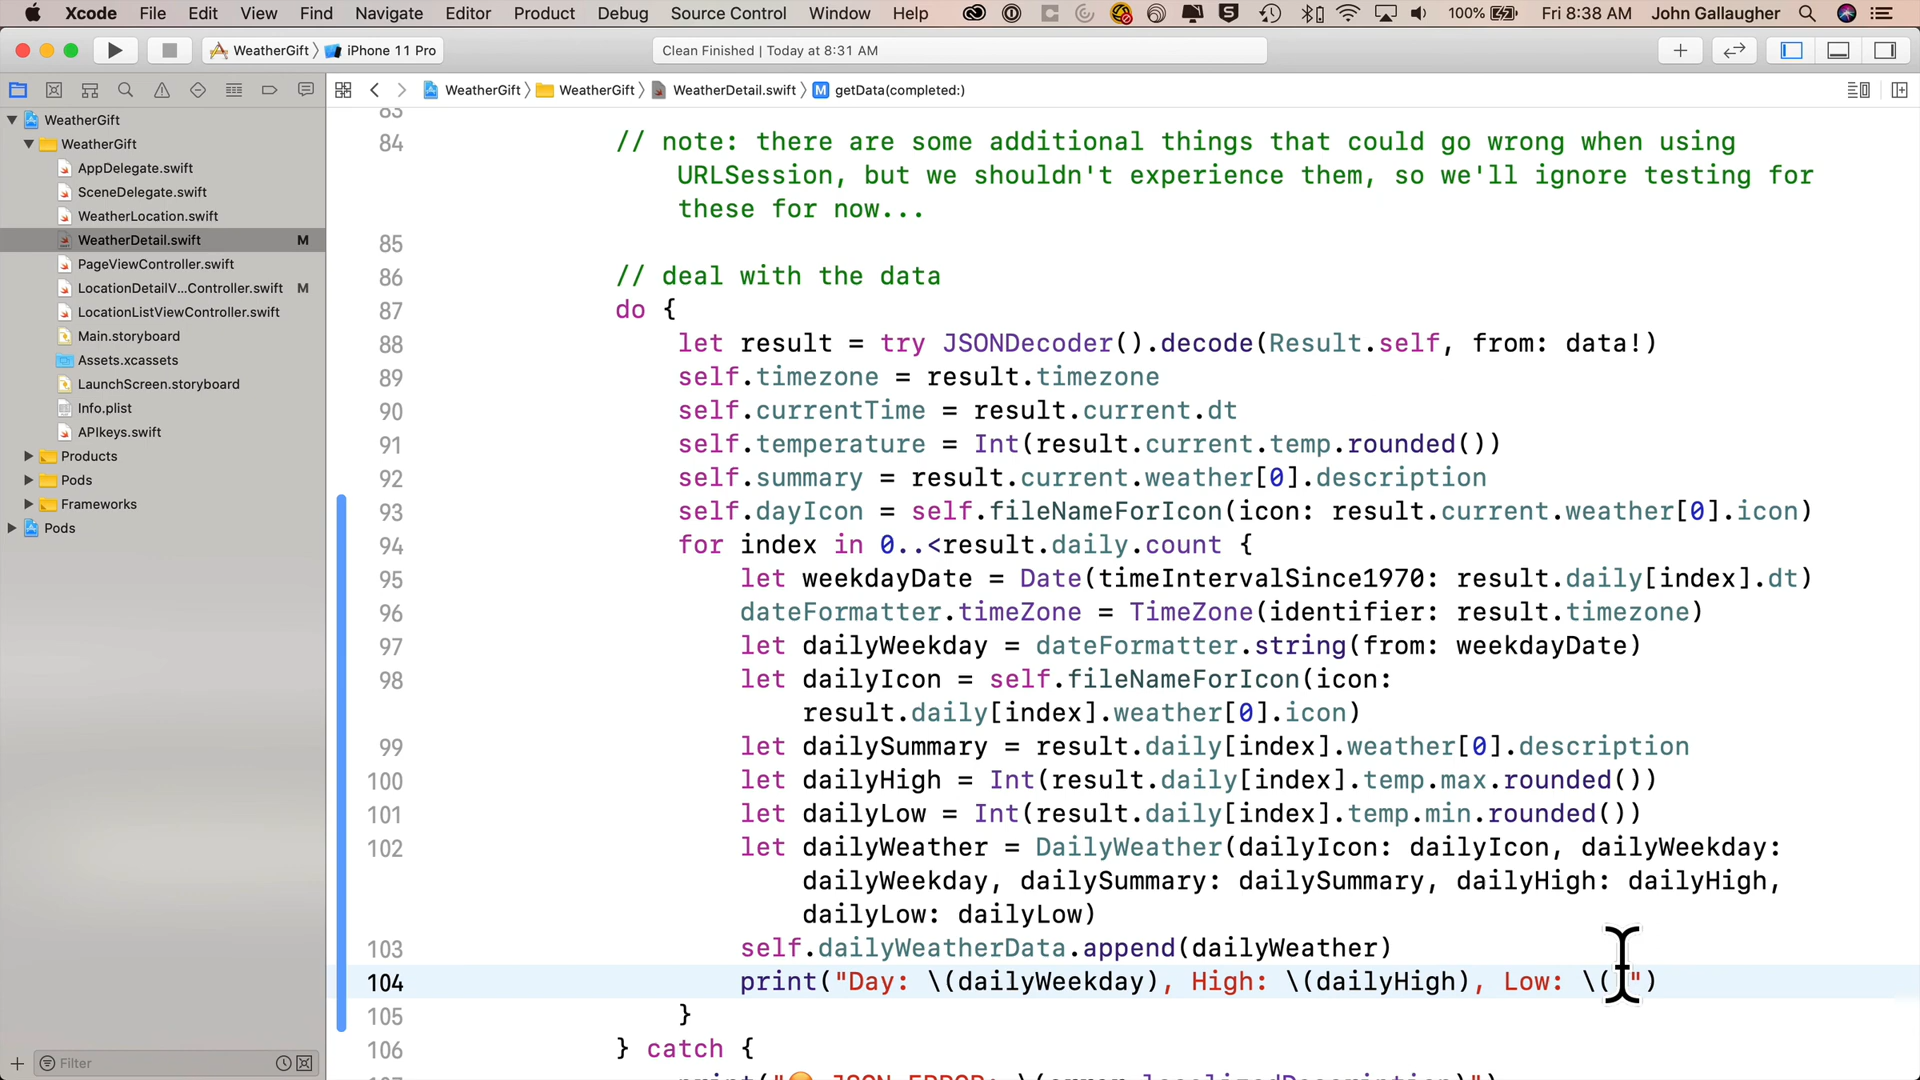 Xcode File Edit View Find Navigate Editor Product Debug Source Control Window Help 100% Fri 8:38 AM John Gallaugher
WeatherGift iPhone 11 Pro Clean Finished | Today at 8:31 AM
WeatherGift WeatherGift WeatherDetail.swift M getData(completed:)
WeatherGift
WeatherGift
AppDelegate.swift
SceneDelegate.swift
WeatherLocation.swift
WeatherDetail.swift M
PageViewController.swift
LocationDetailV...Controller.swift M
LocationListViewController.swift
Main.storyboard
Assets.xcassets
LaunchScreen.storyboard
Info.plist
APIkeys.swift
Products
Pods
Frameworks
Pods
Filter
83
84 // note: there are some additional things that could go wrong when using
URLSession, but we shouldn't experience them, so we'll ignore testing for
these for now...
85
86 // deal with the data
87 do {
88 let result = try JSONDecoder().decode(Result.self, from: data!)
89 self.timezone = result.timezone
90 self.currentTime = result.current.dt
91 self.temperature = Int(result.current.temp.rounded())
92 self.summary = result.current.weather[0].description
93 self.dayIcon = self.fileNameForIcon(icon: result.current.weather[0].icon)
94 for index in 0..<result.daily.count {
95 let weekdayDate = Date(timeIntervalSince1970: result.daily[index].dt)
96 dateFormatter.timeZone = TimeZone(identifier: result.timezone)
97 let dailyWeekday = dateFormatter.string(from: weekdayDate)
98 let dailyIcon = self.fileNameForIcon(icon:
result.daily[index].weather[0].icon)
99 let dailySummary = result.daily[index].weather[0].description
100 let dailyHigh = Int(result.daily[index].temp.max.rounded())
101 let dailyLow = Int(result.daily[index].temp.min.rounded())
102 let dailyWeather = DailyWeather(dailyIcon: dailyIcon, dailyWeekday:
dailyWeekday, dailySummary: dailySummary, dailyHigh: dailyHigh,
dailyLow: dailyLow)
103 self.dailyWeatherData.append(dailyWeather)
104 print("Day: \(dailyWeekday), High: \(dailyHigh), Low: \()")
105 }
106 } catch {
107 print("😡 JSON ERROR: \(error.localizedDescription)")